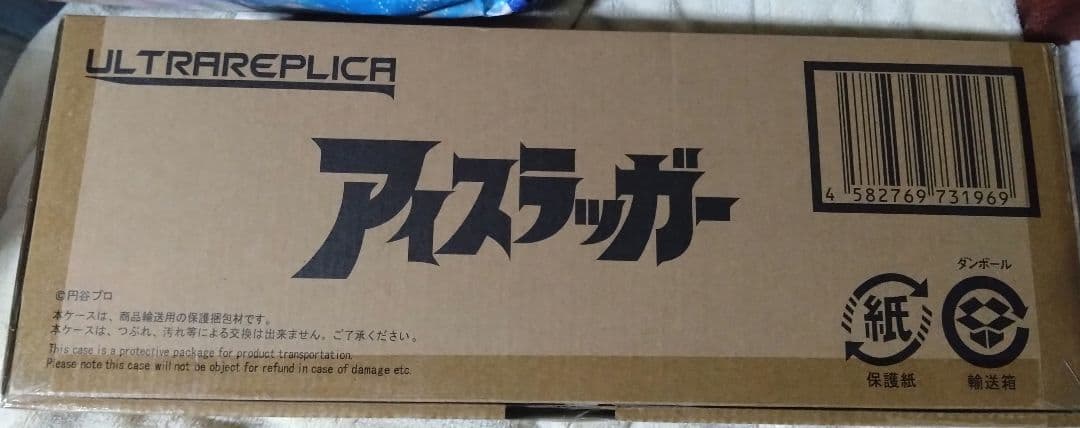 ULTRAREPLICA
アイスラッガー
4 582769 731969
©円谷プロ
本ケースは、商品輸送用の保護梱包材です。
本ケースは、つぶれ、汚れ等による交換は出来ません。ご了承ください。
This case is a protective package for product transportation.
Please note this case will not be object for refund in case of damage etc.
紙
保護紙
ダンボール
輸送箱